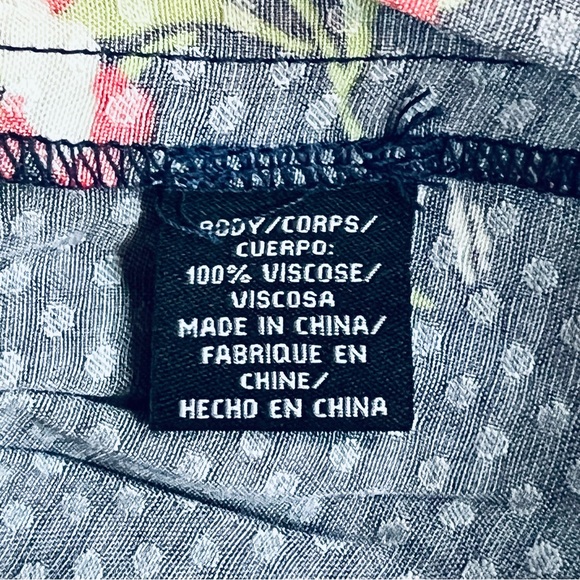 BODY/CORPS/
CUERPO:
100% VISCOSE/
VISCOSA
MADE IN CHINA/
FABRIQUE EN
CHINE/
HECHO EN CHINA